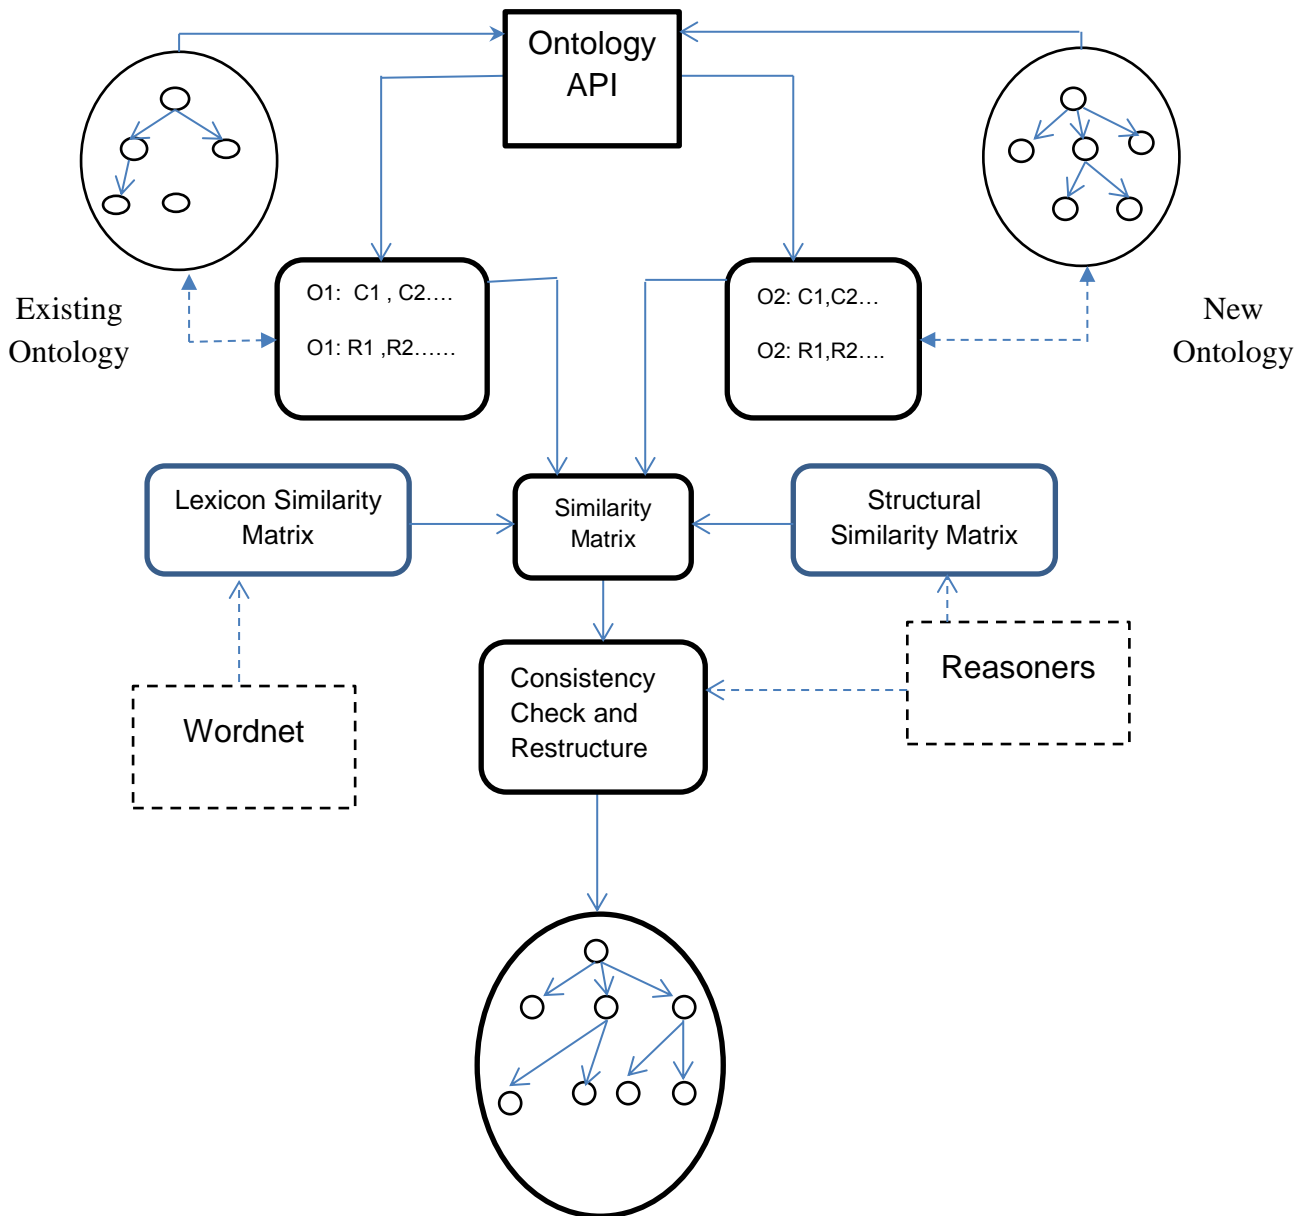 Ontology
API
Existing
Ontology
O1:  C1 , C2....
O1: R1 ,R2......
O2: C1,C2...
O2: R1,R2....
New
Ontology
Lexicon Similarity
Matrix
Similarity
Matrix
Structural
Similarity Matrix
Wordnet
Consistency
Check and
Restructure
Reasoners